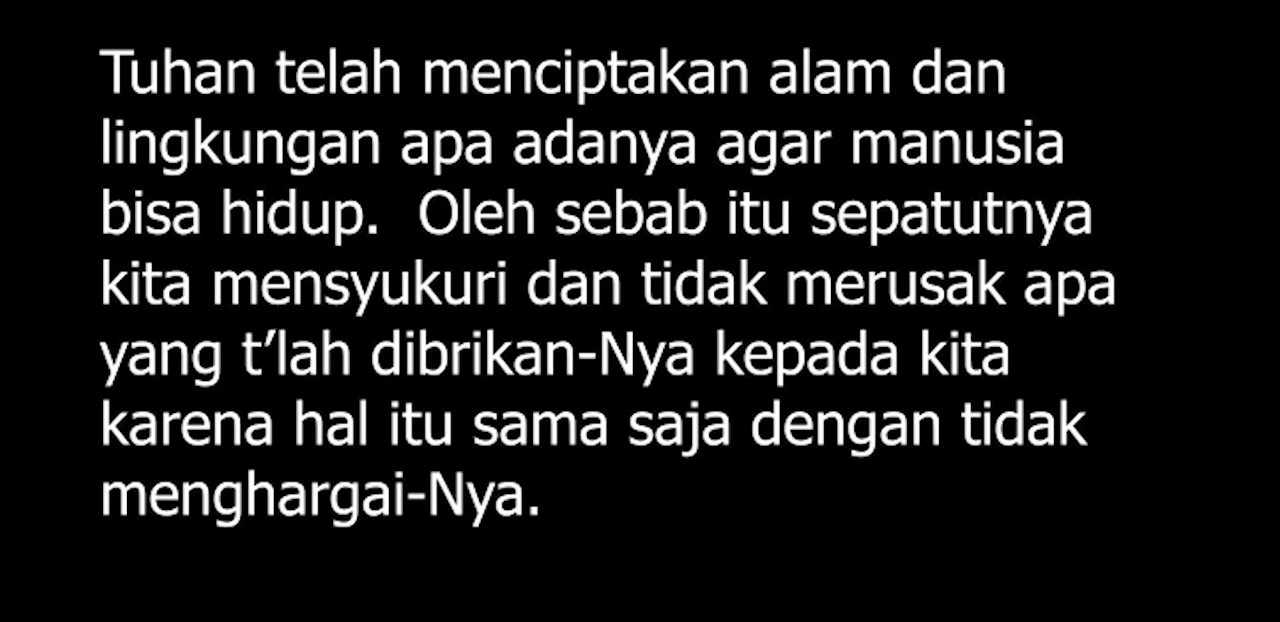 Tuhan telah menciptakan alam dan
lingkungan apa adanya agar manusia
bisa hidup.  Oleh sebab itu sepatutnya
kita mensyukuri dan tidak merusak apa
yang t’lah dibrikan-Nya kepada kita
karena hal itu sama saja dengan tidak
menghargai-Nya.